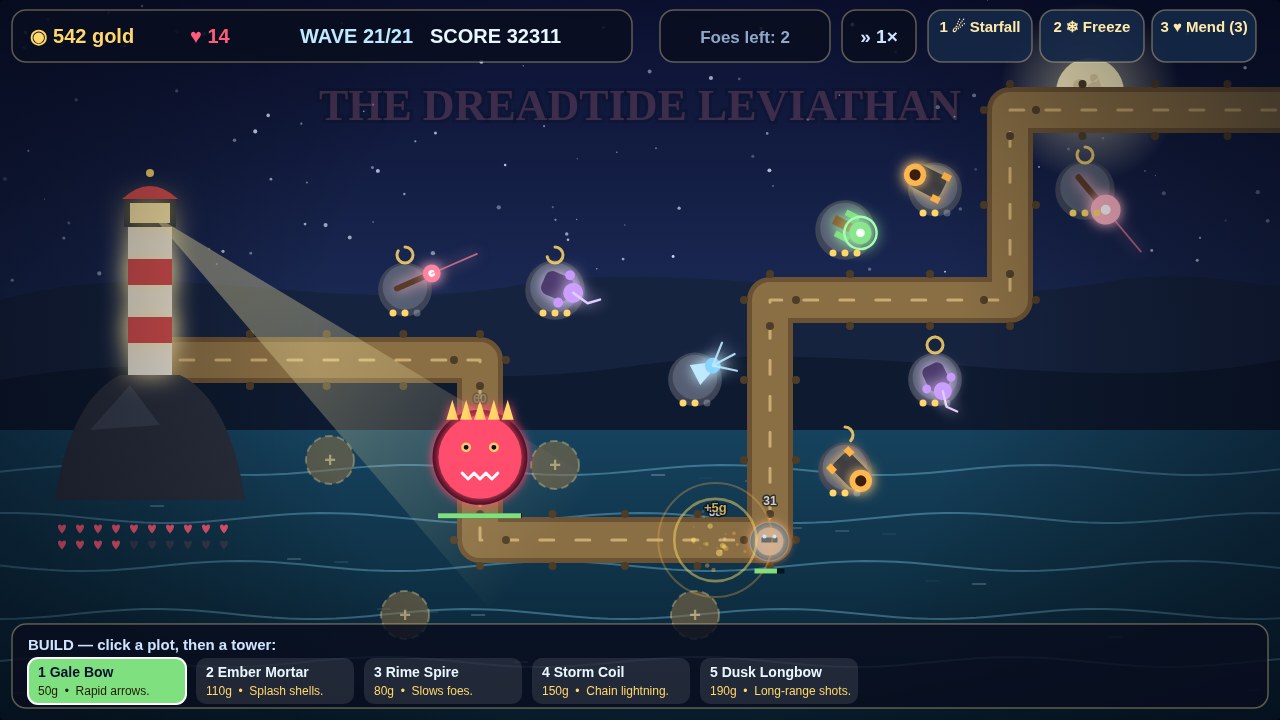 ◉ 542 gold ♥ 14 WAVE 21/21 SCORE 32311
Foes left: 2
» 1×
1 ☄ Starfall
2 ❄ Freeze
3 ♥ Mend (3)
THE DREADTIDE LEVIATHAN
+5g
31
BUILD — click a plot, then a tower:
1 Gale Bow
50g • Rapid arrows.
2 Ember Mortar
110g • Splash shells.
3 Rime Spire
80g • Slows foes.
4 Storm Coil
150g • Chain lightning.
5 Dusk Longbow
190g • Long-range shots.